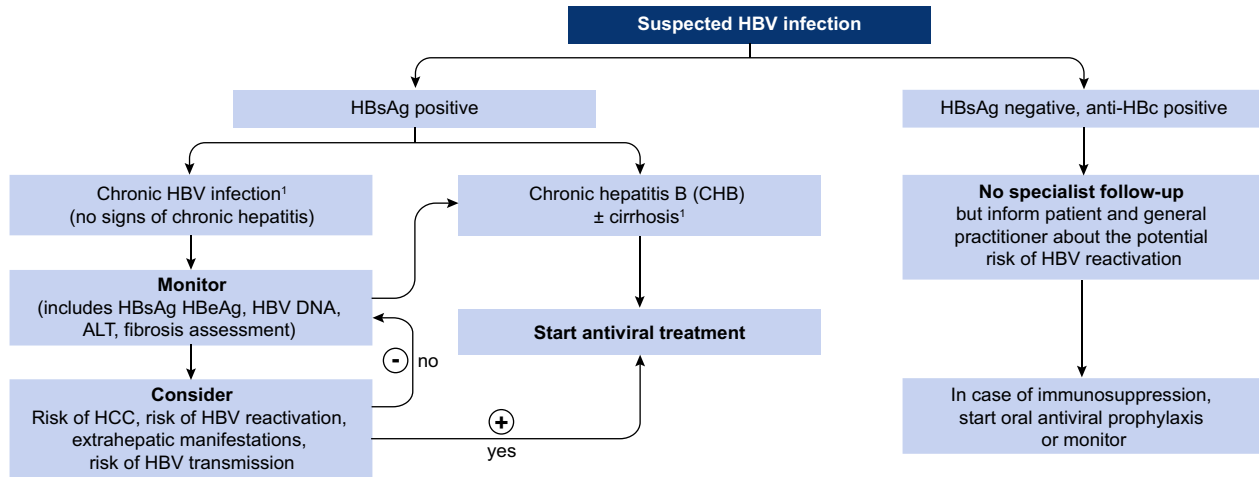 Suspected HBV infection
HBsAg positive
HBsAg negative, anti-HBc positive
Chronic HBV infection¹
(no signs of chronic hepatitis)
Chronic hepatitis B (CHB)
± cirrhosis¹
No specialist follow-up
but inform patient and general
practitioner about the potential
risk of HBV reactivation
Monitor
(includes HBsAg HBeAg, HBV DNA,
ALT, fibrosis assessment)
Start antiviral treatment
- no
Consider
Risk of HCC, risk of HBV reactivation,
extrahepatic manifestations,
risk of HBV transmission
+
yes
In case of immunosuppression,
start oral antiviral prophylaxis
or monitor